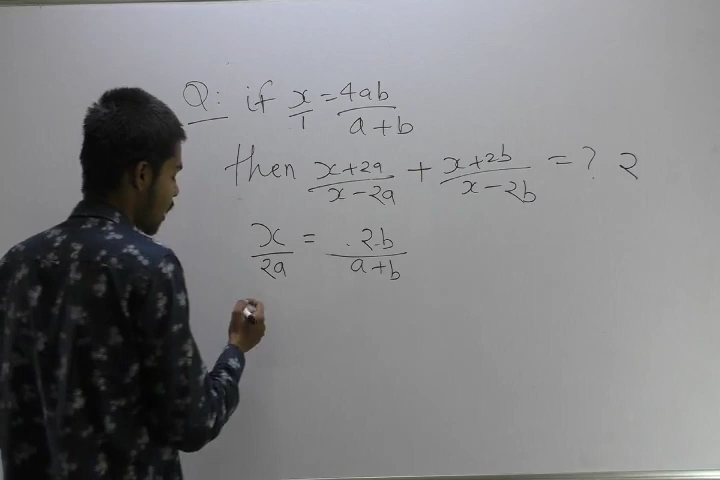 Q: if x/1 = 4ab/a+b
then x+2a/x-2a + x+2b/x-2b = ? 2
x/2a = 2b/a+b